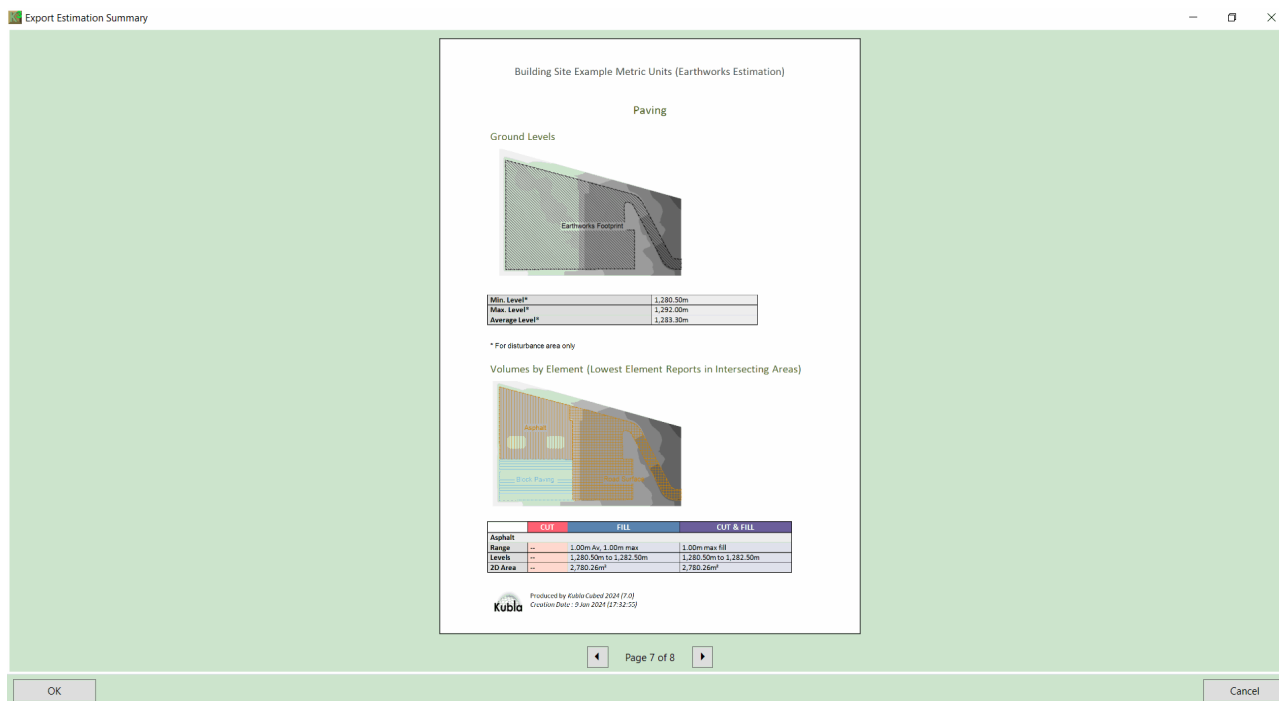 Export Estimation Summary
Building Site Example Metric Units (Earthworks Estimation)
Paving
Ground Levels
Earthworks Footprint
Min. Level* 1,280.50m
Max. Level* 1,292.00m
Average Level* 1,283.30m
* For disturbance area only
Volumes by Element (Lowest Element Reports in Intersecting Areas)
Asphalt
Block Paving
CUT FILL CUT & FILL
Asphalt
Range -- 1.00m Av, 1.00m max 1.00m max fill
Levels -- 1,280.50m to 1,282.50m 1,280.50m to 1,282.50m
2D Area -- 2,780.26m² 2,780.26m²
Kubla
Produced by Kubla Cubed 2024 [7.0]
Creation Date : 9 Jan 2024 [17:32:55]
Page 7 of 8
OK Cancel